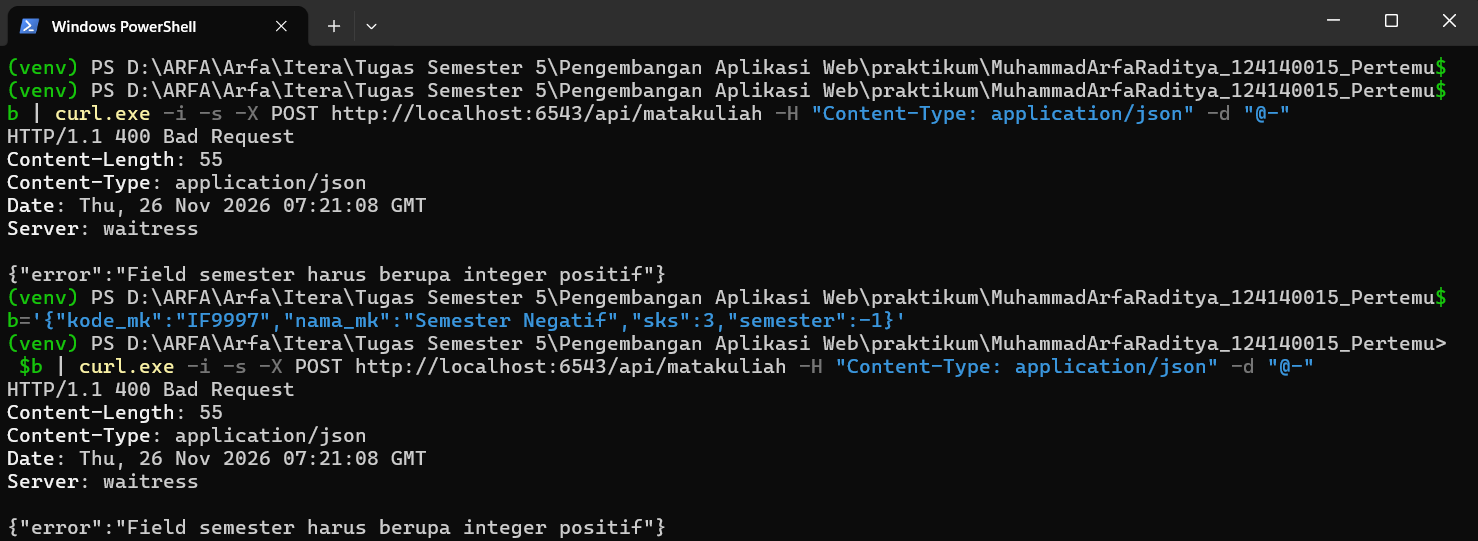 Windows PowerShell
(venv) PS D:\ARFA\Arfa\Itera\Tugas Semester 5\Pengembangan Aplikasi Web\praktikum\MuhammadArfaRaditya_124140015_Pertemu$
(venv) PS D:\ARFA\Arfa\Itera\Tugas Semester 5\Pengembangan Aplikasi Web\praktikum\MuhammadArfaRaditya_124140015_Pertemu$
b | curl.exe -i -s -X POST http://localhost:6543/api/matakuliah -H "Content-Type: application/json" -d "@-"
HTTP/1.1 400 Bad Request
Content-Length: 55
Content-Type: application/json
Date: Thu, 26 Nov 2026 07:21:08 GMT
Server: waitress
{"error":"Field semester harus berupa integer positif"}
(venv) PS D:\ARFA\Arfa\Itera\Tugas Semester 5\Pengembangan Aplikasi Web\praktikum\MuhammadArfaRaditya_124140015_Pertemu$
b='{"kode_mk":"IF9997","nama_mk":"Semester Negatif","sks":3,"semester":-1}'
(venv) PS D:\ARFA\Arfa\Itera\Tugas Semester 5\Pengembangan Aplikasi Web\praktikum\MuhammadArfaRaditya_124140015_Pertemu>
$b | curl.exe -i -s -X POST http://localhost:6543/api/matakuliah -H "Content-Type: application/json" -d "@-"
HTTP/1.1 400 Bad Request
Content-Length: 55
Content-Type: application/json
Date: Thu, 26 Nov 2026 07:21:08 GMT
Server: waitress
{"error":"Field semester harus berupa integer positif"}